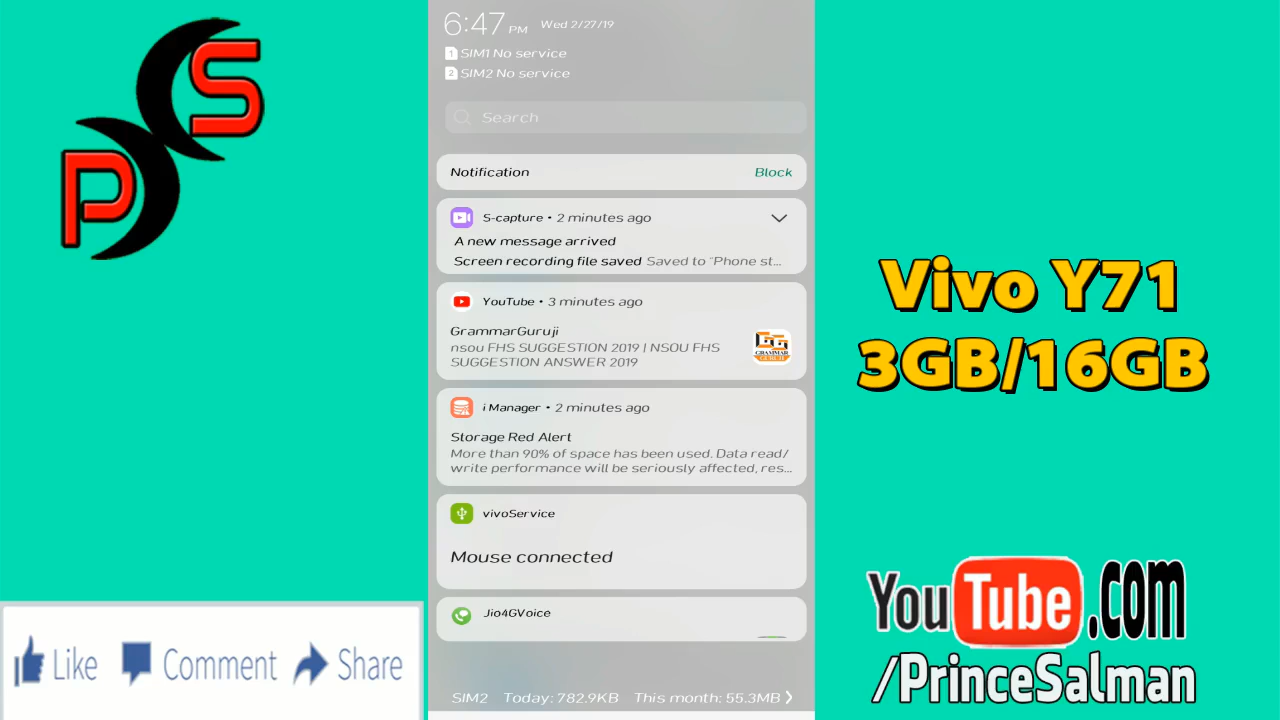 PS
6:47 PM Wed 2/27/19
1 SIM1 No service
2 SIM2 No service
Search
Notification Block
S-capture • 2 minutes ago
A new message arrived
Screen recording file saved Saved to "Phone st...
YouTube • 3 minutes ago
GrammarGuruji
nsou FHS SUGGESTION 2019 | NSOU FHS
SUGGESTION ANSWER 2019
GG
GRAMMAR
GURUJI
i Manager • 2 minutes ago
Storage Red Alert
More than 90% of space has been used. Data read/
write performance will be seriously affected, res...
vivoService
Mouse connected
Jio4GVoice
SIM2 Today: 782.9KB This month: 55.3MB
Vivo Y71
3GB/16GB
YouTube.com
/PrinceSalman
Like Comment Share